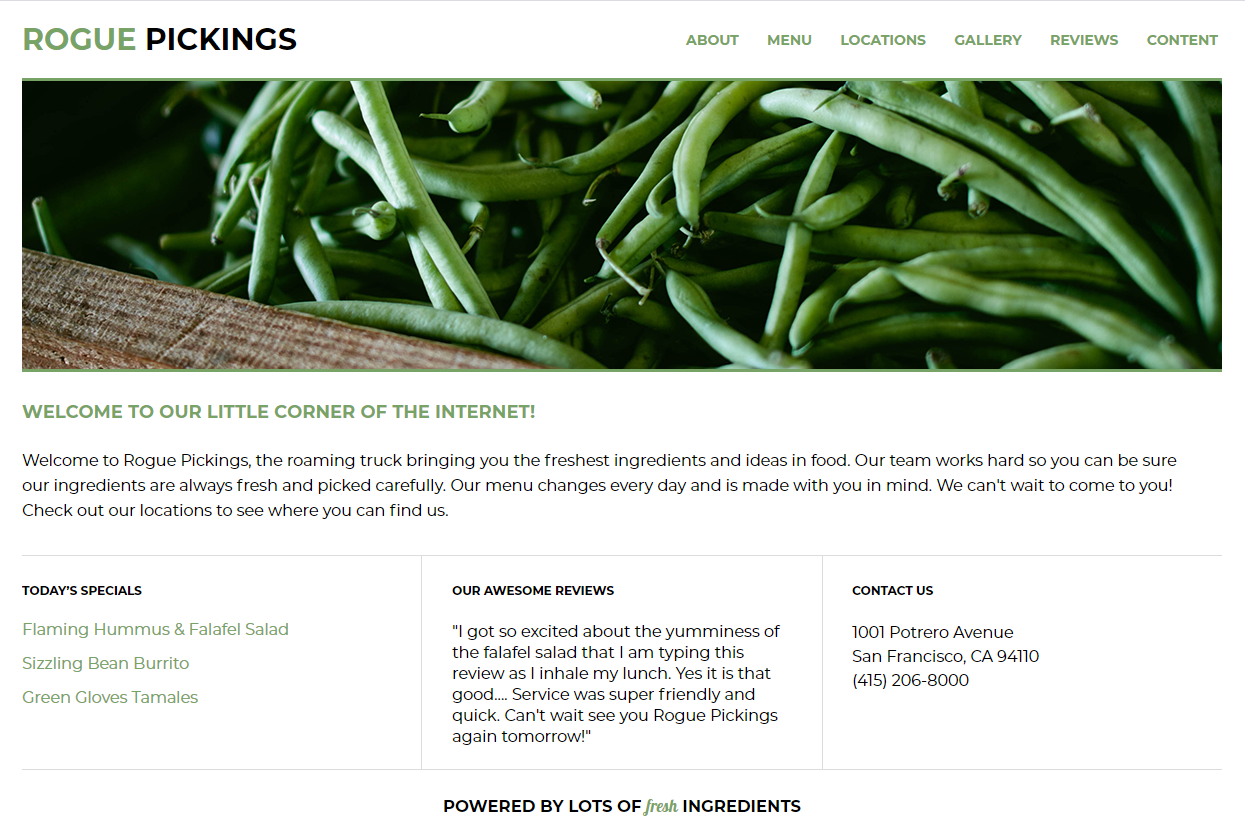 ROGUE PICKINGS
ABOUT MENU LOCATIONS GALLERY REVIEWS CONTENT
WELCOME TO OUR LITTLE CORNER OF THE INTERNET!
Welcome to Rogue Pickings, the roaming truck bringing you the freshest ingredients and ideas in food. Our team works hard so you can be sure
our ingredients are always fresh and picked carefully. Our menu changes every day and is made with you in mind. We can't wait to come to you!
Check out our locations to see where you can find us.
TODAY'S SPECIALS
Flaming Hummus & Falafel Salad
Sizzling Bean Burrito
Green Gloves Tamales
OUR AWESOME REVIEWS
"I got so excited about the yumminess of
the falafel salad that I am typing this
review as I inhale my lunch. Yes it is that
good.... Service was super friendly and
quick. Can't wait see you Rogue Pickings
again tomorrow!"
CONTACT US
1001 Potrero Avenue
San Francisco, CA 94110
(415) 206-8000
POWERED BY LOTS OF fresh INGREDIENTS